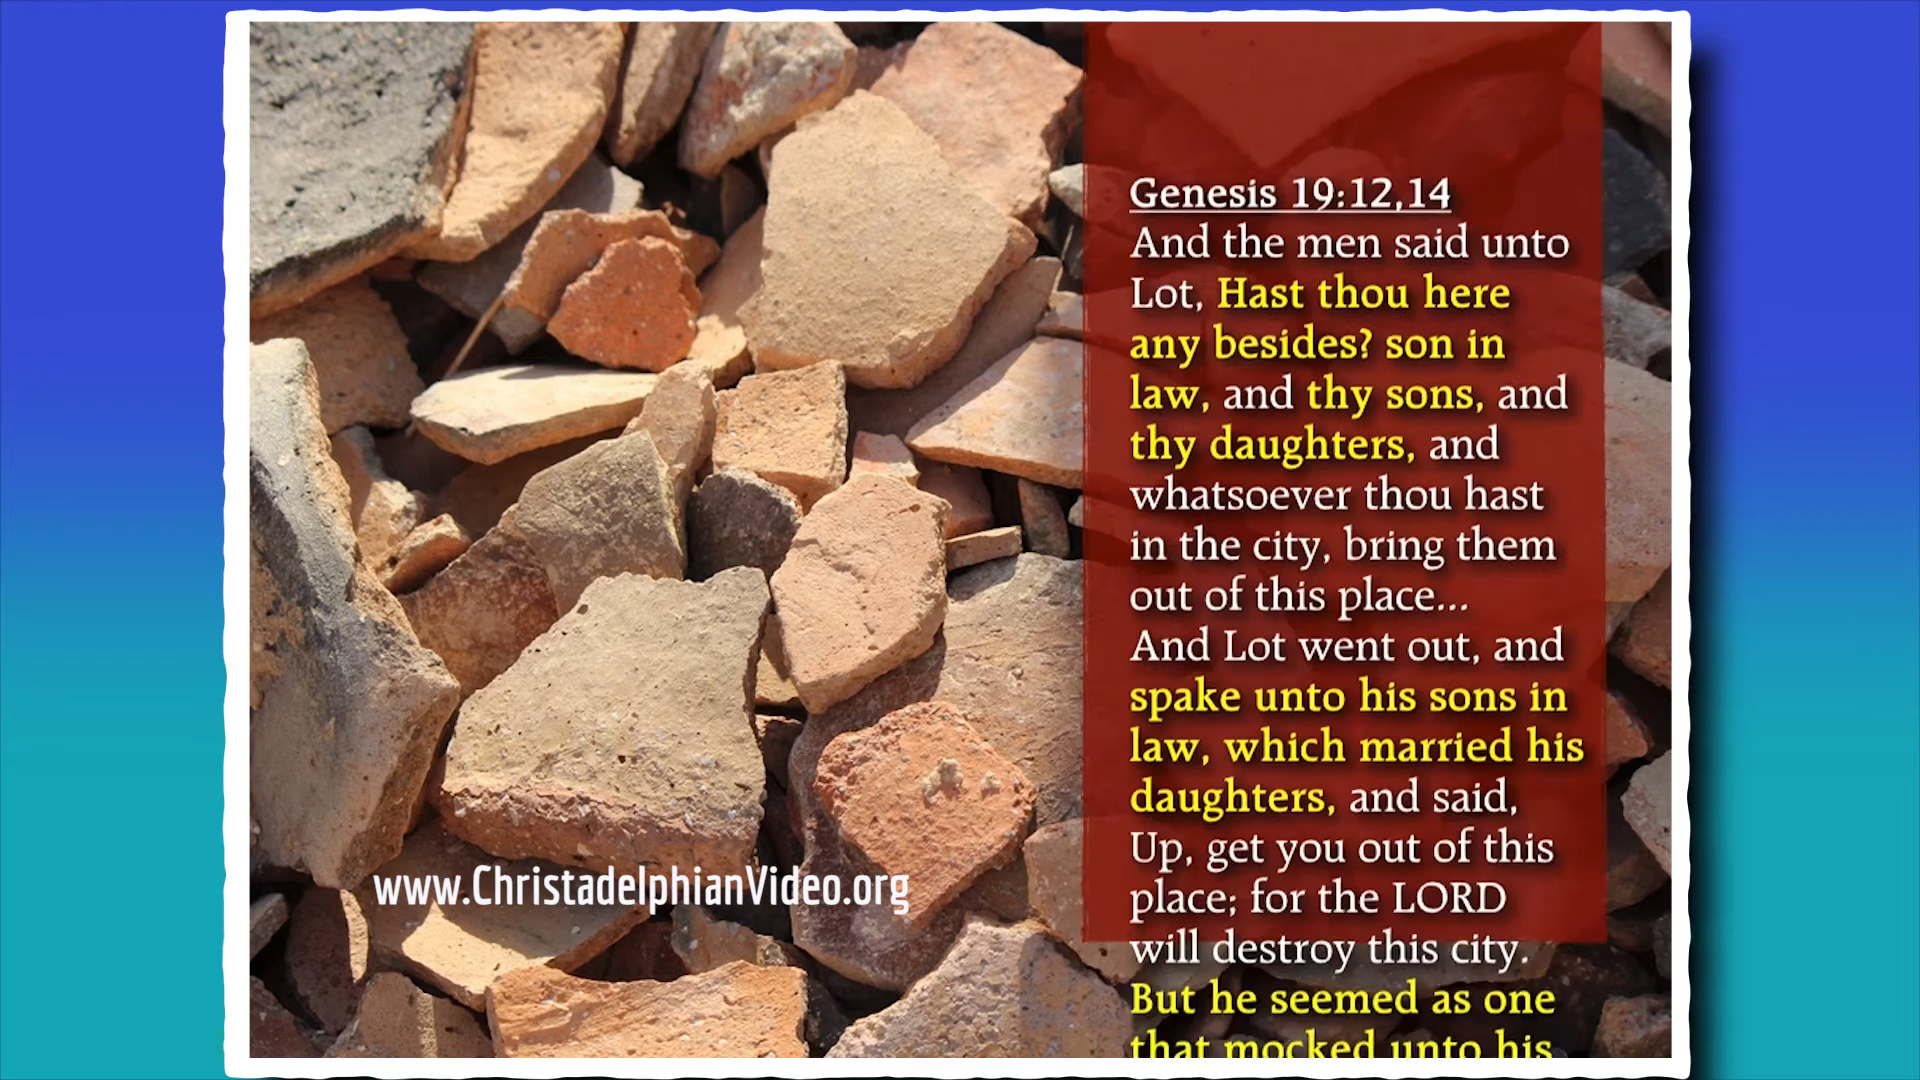 Genesis 19:12,14
And the men said unto
Lot, Hast thou here
any besides? son in
law, and thy sons, and
thy daughters, and
whatsoever thou hast
in the city, bring them
out of this place...
And Lot went out, and
spake unto his sons in
law, which married his
daughters, and said,
Up, get you out of this
place; for the LORD
will destroy this city.
But he seemed as one
that mocked unto his
www.ChristadelphianVideo.org